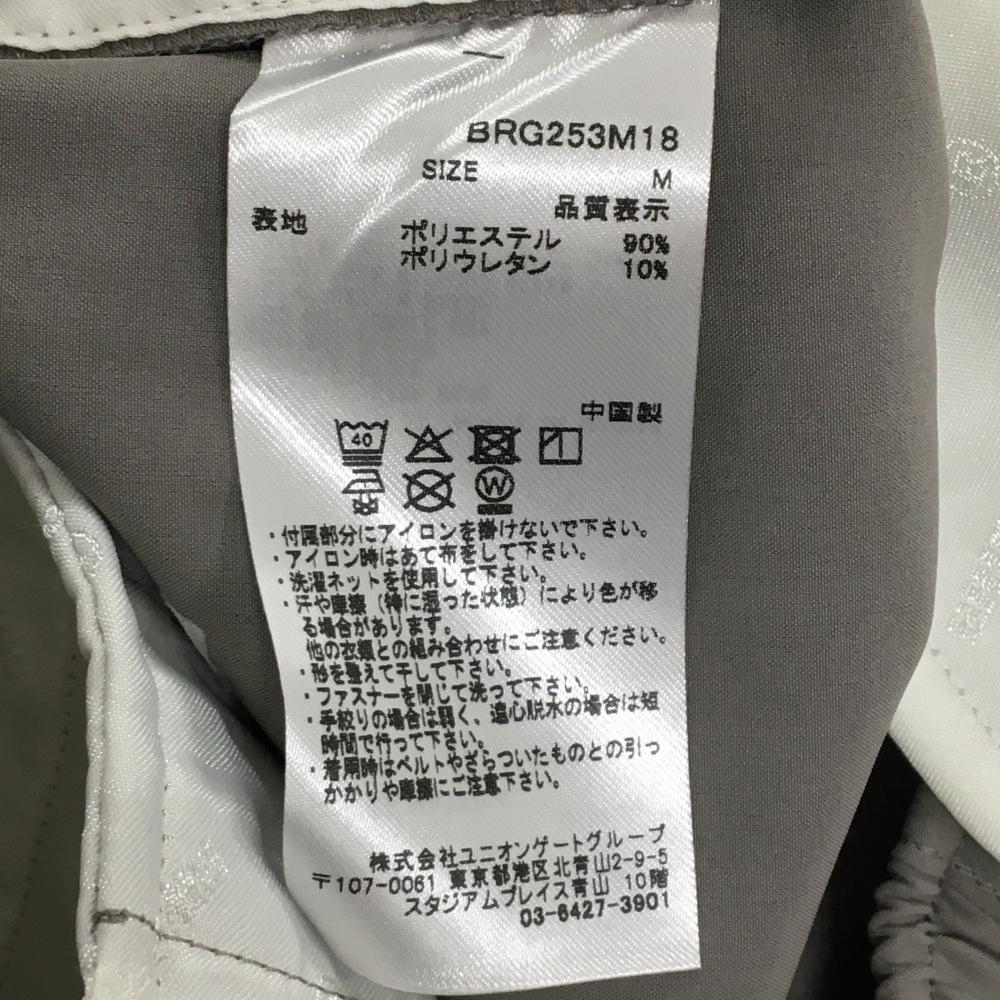 BRG253M18
SIZE M
品質表示
表地 ポリエステル 90%
ポリウレタン 10%
中国製
40
W
・付属部分にアイロンを掛けないで下さい。
・アイロン時はあて布をして下さい。
・洗濯ネットを使用して下さい。
・汗や摩擦（特に湿った状態）により色が移
る場合があります。
他の衣類との組み合わせにご注意ください。
・形を整えて干して下さい。
・ファスナーを閉じて洗って下さい。
・手絞りの場合は弱く、遠心脱水の場合は短
時間で行って下さい。
・着用時はベルトやざらついたものとの引っ
かかりや摩擦にご注意下さい。
株式会社ユニオンゲートグループ
〒107-0061 東京都港区北青山2-9-5
スタジアムプレイス青山 10階
03-6427-3901